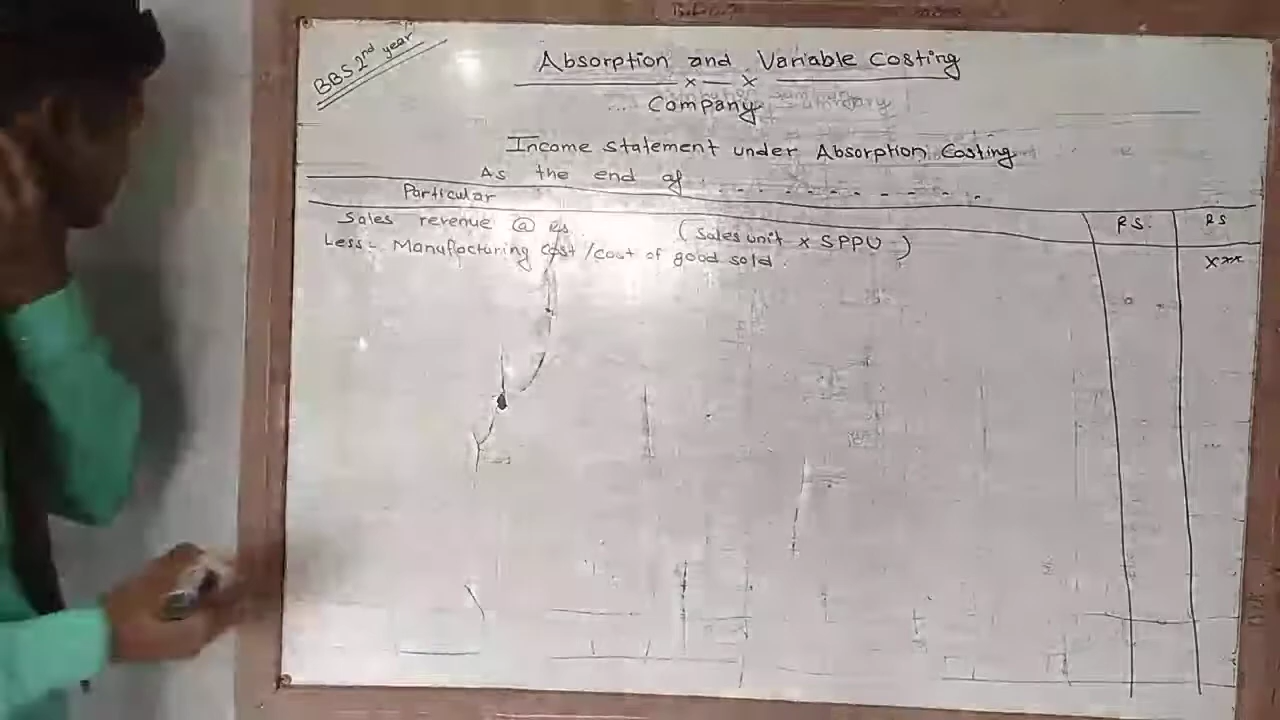 BBS 2nd year
Absorption and Variable Costing
x — x
.... Company
Income statement under Absorption Costing
As the end of . - - - - - - - - - -
Particular RS. RS
Sales revenue @ Rs. (Sales unit x SPPU) xxx
Less:- Manufacturing cost / cost of good sold.